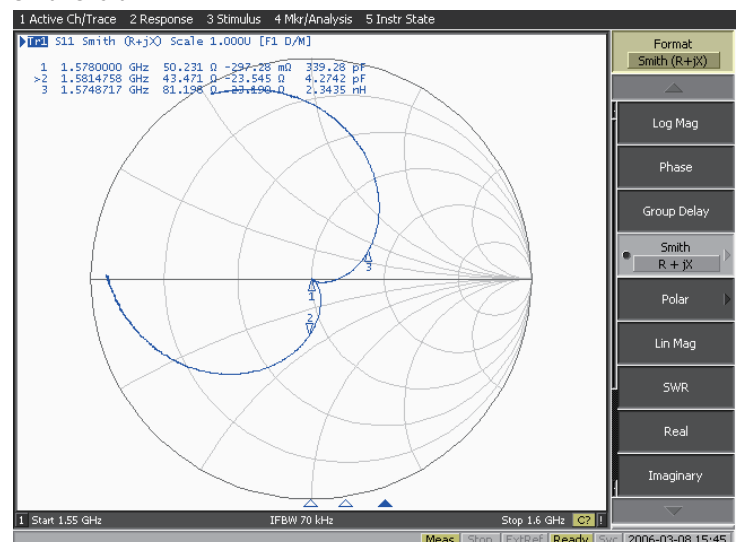 1 Active Ch/Trace 2 Response 3 Stimulus 4 Mkr/Analysis 5 Instr State
Tr1 S11 Smith (R+jX) Scale 1.000U [F1 D/M]
1 1.5780000 GHz 50.231 Ω -297.28 mΩ 339.28 pF
>2 1.5814758 GHz 43.471 Ω -23.545 Ω 4.2742 pF
3 1.5748717 GHz 81.198 Ω 2.3435 nH
3
1
2
1 Start 1.55 GHz IFBW 70 kHz Stop 1.6 GHz C? !
Format
Smith (R+jX)
Log Mag
Phase
Group Delay
Smith
R + jX
Polar
Lin Mag
SWR
Real
Imaginary
Meas Stop ExtRef Ready Svc 2006-03-08 15:45